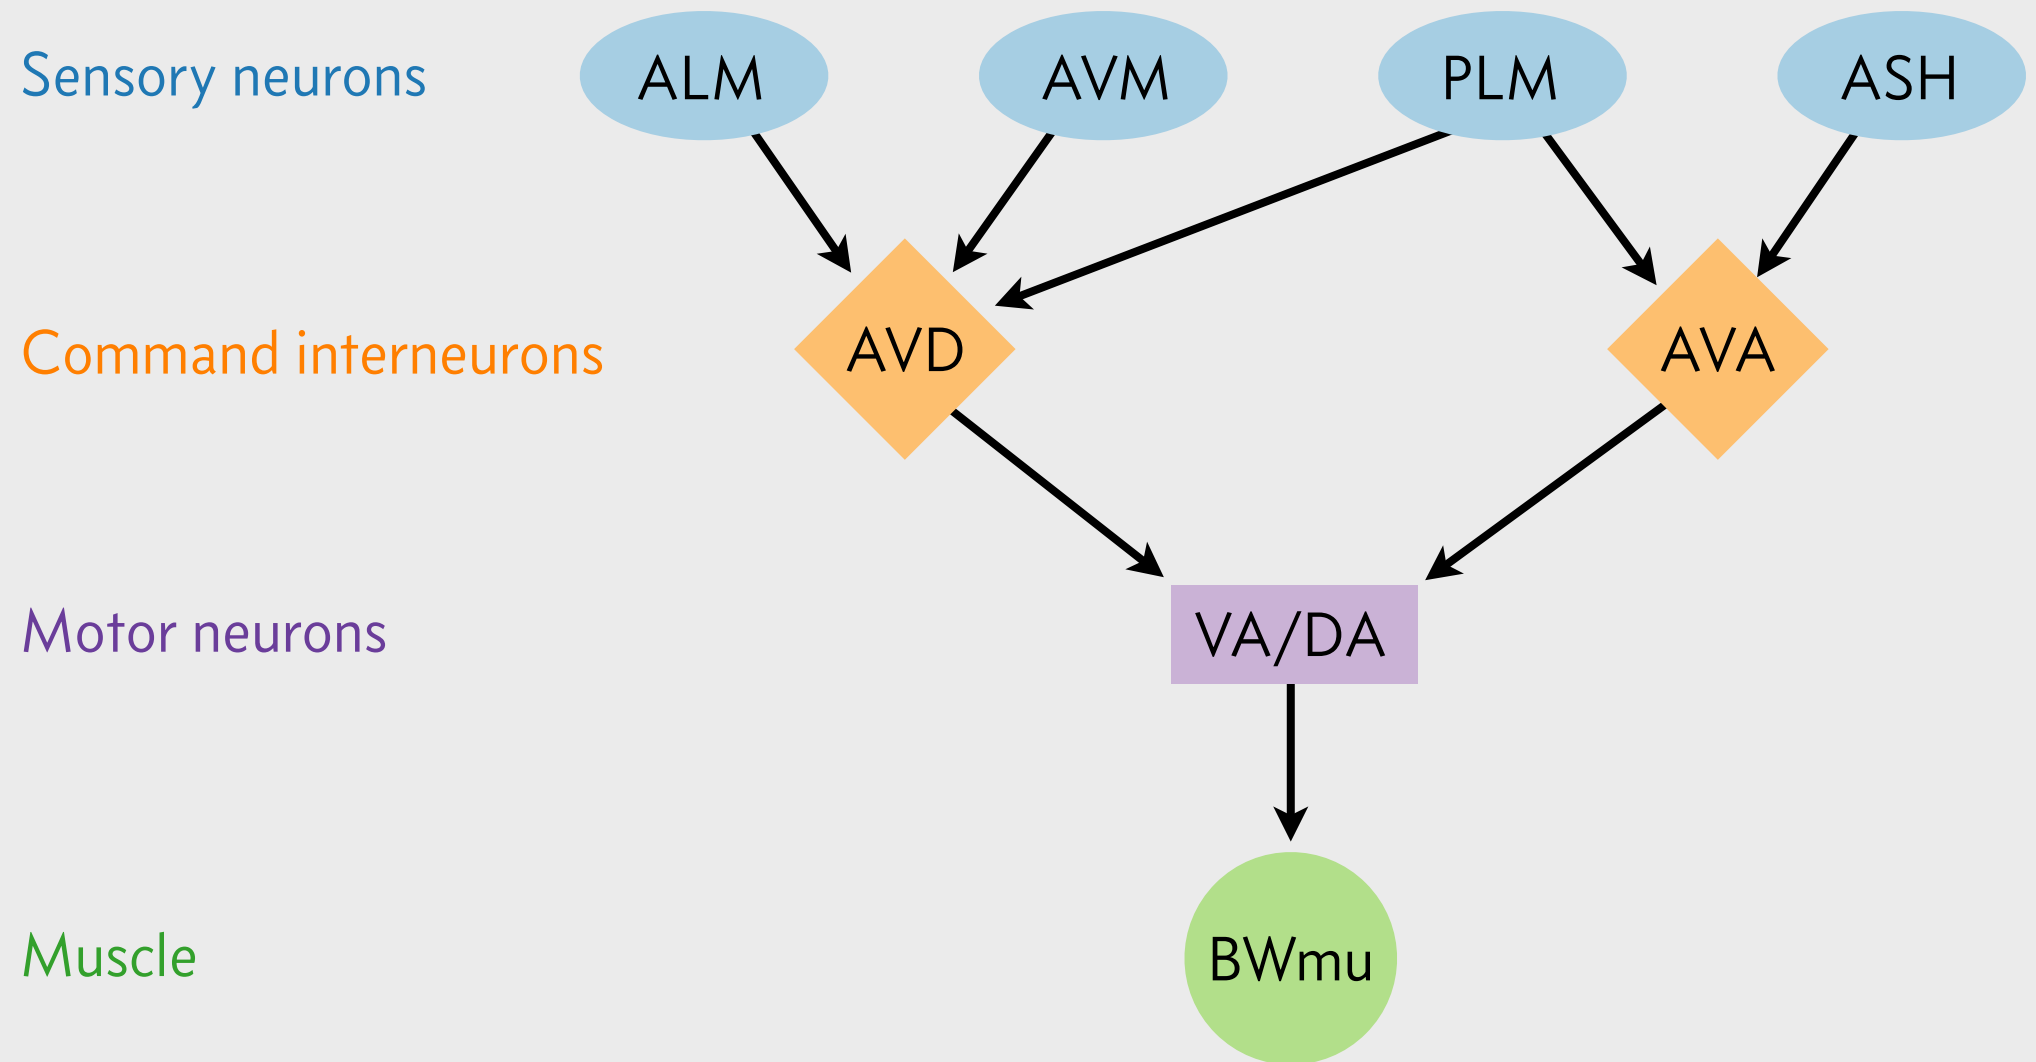 Sensory neurons
ALM
AVM
PLM
ASH
Command interneurons
AVD
AVA
Motor neurons
VA/DA
Muscle
BWmu